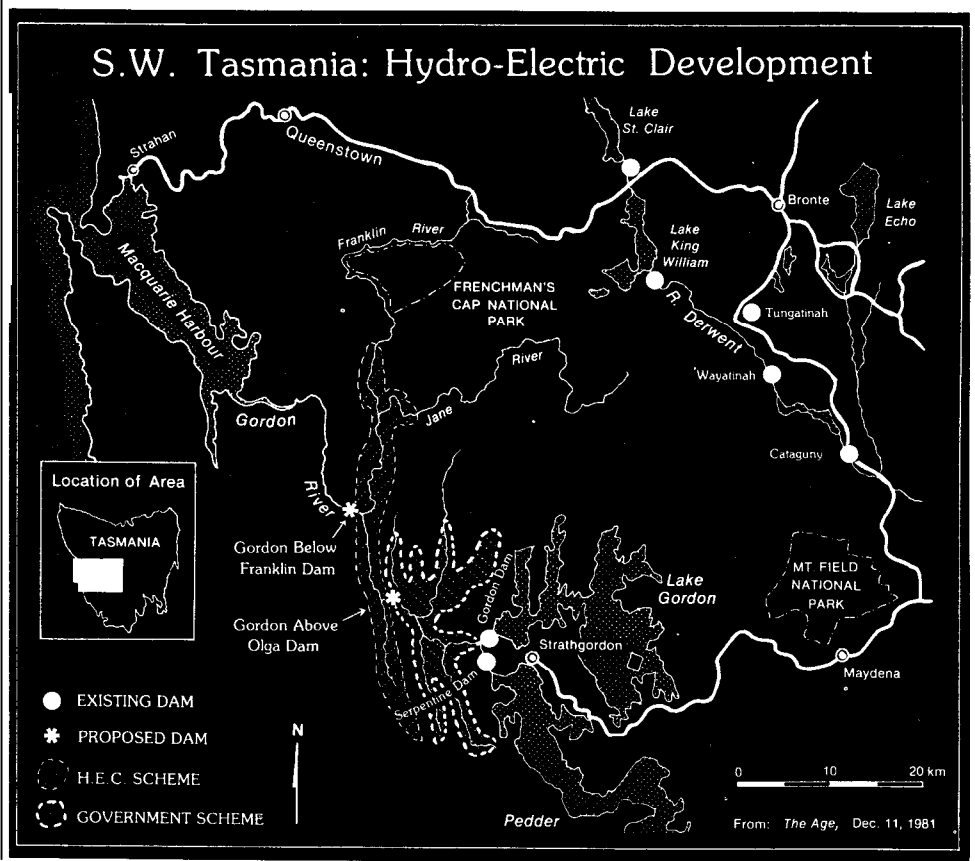 S.W. Tasmania: Hydro-Electric Development
Strahan
Queenstown
Lake
St. Clair
Bronte
Lake
Echo
Franklin River
Lake
King
William
Macquarie Harbour
FRENCHMAN'S
CAP NATIONAL
PARK
R. Derwent
Tungatinah
River
Wayatinah
Jane
Gordon
Cataguny
River
Location of Area
TASMANIA
Gordon Below
Franklin Dam
Gordon Dam
Lake
Gordon
MT. FIELD
NATIONAL
PARK
Gordon Above
Olga Dam
Strathgordon
Maydena
Serpentine Dam
EXISTING DAM
PROPOSED DAM
H.E.C. SCHEME
GOVERNMENT SCHEME
N
0 10 20 km
Pedder
From: The Age, Dec. 11, 1981